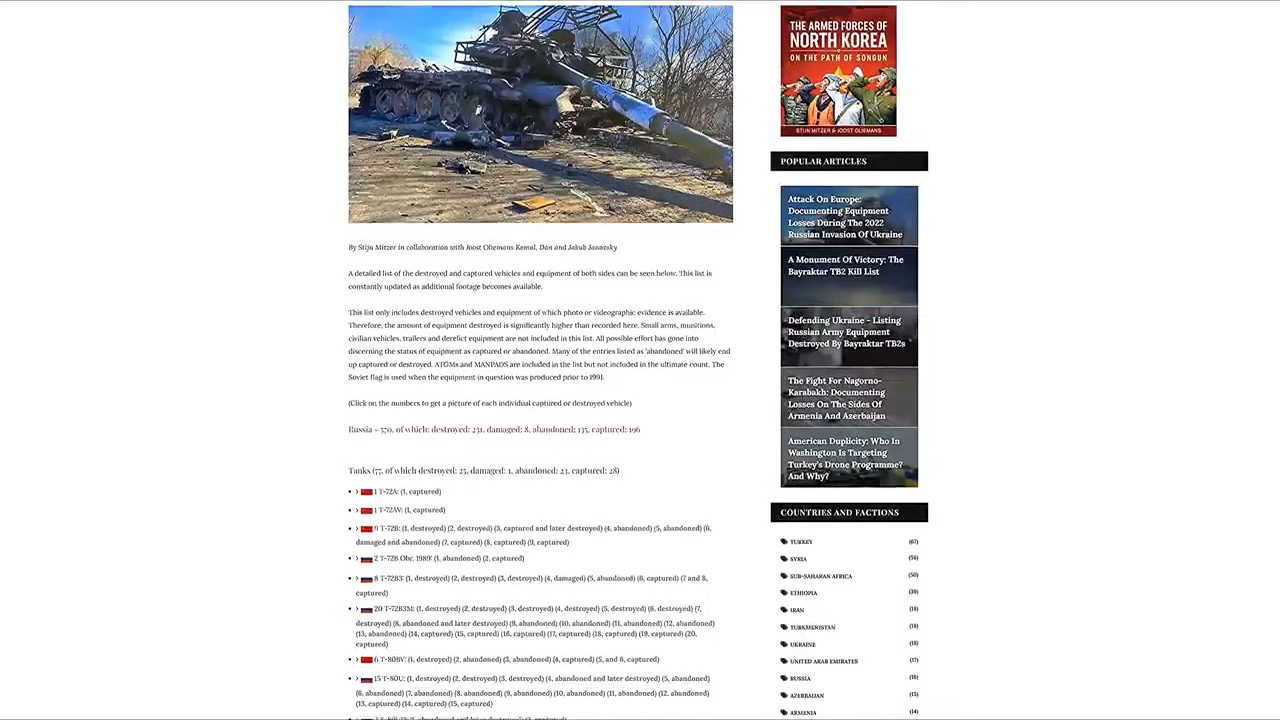 THE ARMED FORCES OF
NORTH KOREA
ON THE PATH OF SONGUN
STIJN MITZER & JOOST OLIEMANS
By Stijn Mitzer in collaboration with Joost Oliemans Kemal, Dan and Jakub Janovsky
A detailed list of the destroyed and captured vehicles and equipment of both sides can be seen below. This list is
constantly updated as additional footage becomes available.
This list only includes destroyed vehicles and equipment of which photo or videographic evidence is available.
Therefore, the amount of equipment destroyed is significantly higher than recorded here. Small arms, munitions,
civilian vehicles, trailers and derelict equipment are not included in this list. All possible effort has gone into
discerning the status of equipment as captured or abandoned. Many of the entries listed as 'abandoned' will likely end
up captured or destroyed. ATGMs and MANPADS are included in the list but not included in the ultimate count. The
Soviet flag is used when the equipment in question was produced prior to 1991.
(Click on the numbers to get a picture of each individual captured or destroyed vehicle)
Russia - 570, of which: destroyed: 231, damaged: 8, abandoned: 135, captured: 196
Tanks (77, of which destroyed: 25, damaged: 1, abandoned: 23, captured: 28)
1 T-72A: (1, captured)
1 T-72AV: (1, captured)
9 T-72B: (1, destroyed) (2, destroyed) (3, captured and later destroyed) (4, abandoned) (5, abandoned) (6,
damaged and abandoned) (7, captured) (8, captured) (9, captured)
2 T-72B Obr. 1989: (1, abandoned) (2, captured)
8 T-72B3: (1, destroyed) (2, destroyed) (3, destroyed) (4, damaged) (5, abandoned) (6, captured) (7 and 8,
captured)
20 T-72B3M: (1, destroyed) (2, destroyed) (3, destroyed) (4, destroyed) (5, destroyed) (6, destroyed) (7,
destroyed) (8, abandoned and later destroyed) (9, abandoned) (10, abandoned) (11, abandoned) (12, abandoned)
(13, abandoned) (14, captured) (15, captured) (16, captured) (17, captured) (18, captured) (19, captured) (20,
captured)
6 T-80BV: (1, destroyed) (2, abandoned) (3, abandoned) (4, captured) (5, and 6, captured)
15 T-80U: (1, destroyed) (2, destroyed) (3, destroyed) (4, abandoned and later destroyed) (5, abandoned)
(6, abandoned) (7, abandoned) (8, abandoned) (9, abandoned) (10, abandoned) (11, abandoned) (12, abandoned)
(13, captured) (14, captured) (15, captured)
POPULAR ARTICLES
Attack On Europe:
Documenting Equipment
Losses During The 2022
Russian Invasion Of Ukraine
A Monument Of Victory: The
Bayraktar TB2 Kill List
Defending Ukraine - Listing
Russian Army Equipment
Destroyed By Bayraktar TB2s
The Fight For Nagorno-
Karabakh: Documenting
Losses On The Sides Of
Armenia And Azerbaijan
American Duplicity: Who In
Washington Is Targeting
Turkey's Drone Programme?
And Why?
COUNTRIES AND FACTIONS
TURKEY (67)
SYRIA (56)
SUB-SAHARAN AFRICA (50)
ETHIOPIA (39)
IRAN (18)
TURKMENISTAN (18)
UKRAINE (18)
UNITED ARAB EMIRATES (17)
RUSSIA (16)
AZERBAIJAN (15)
ARMENIA (14)